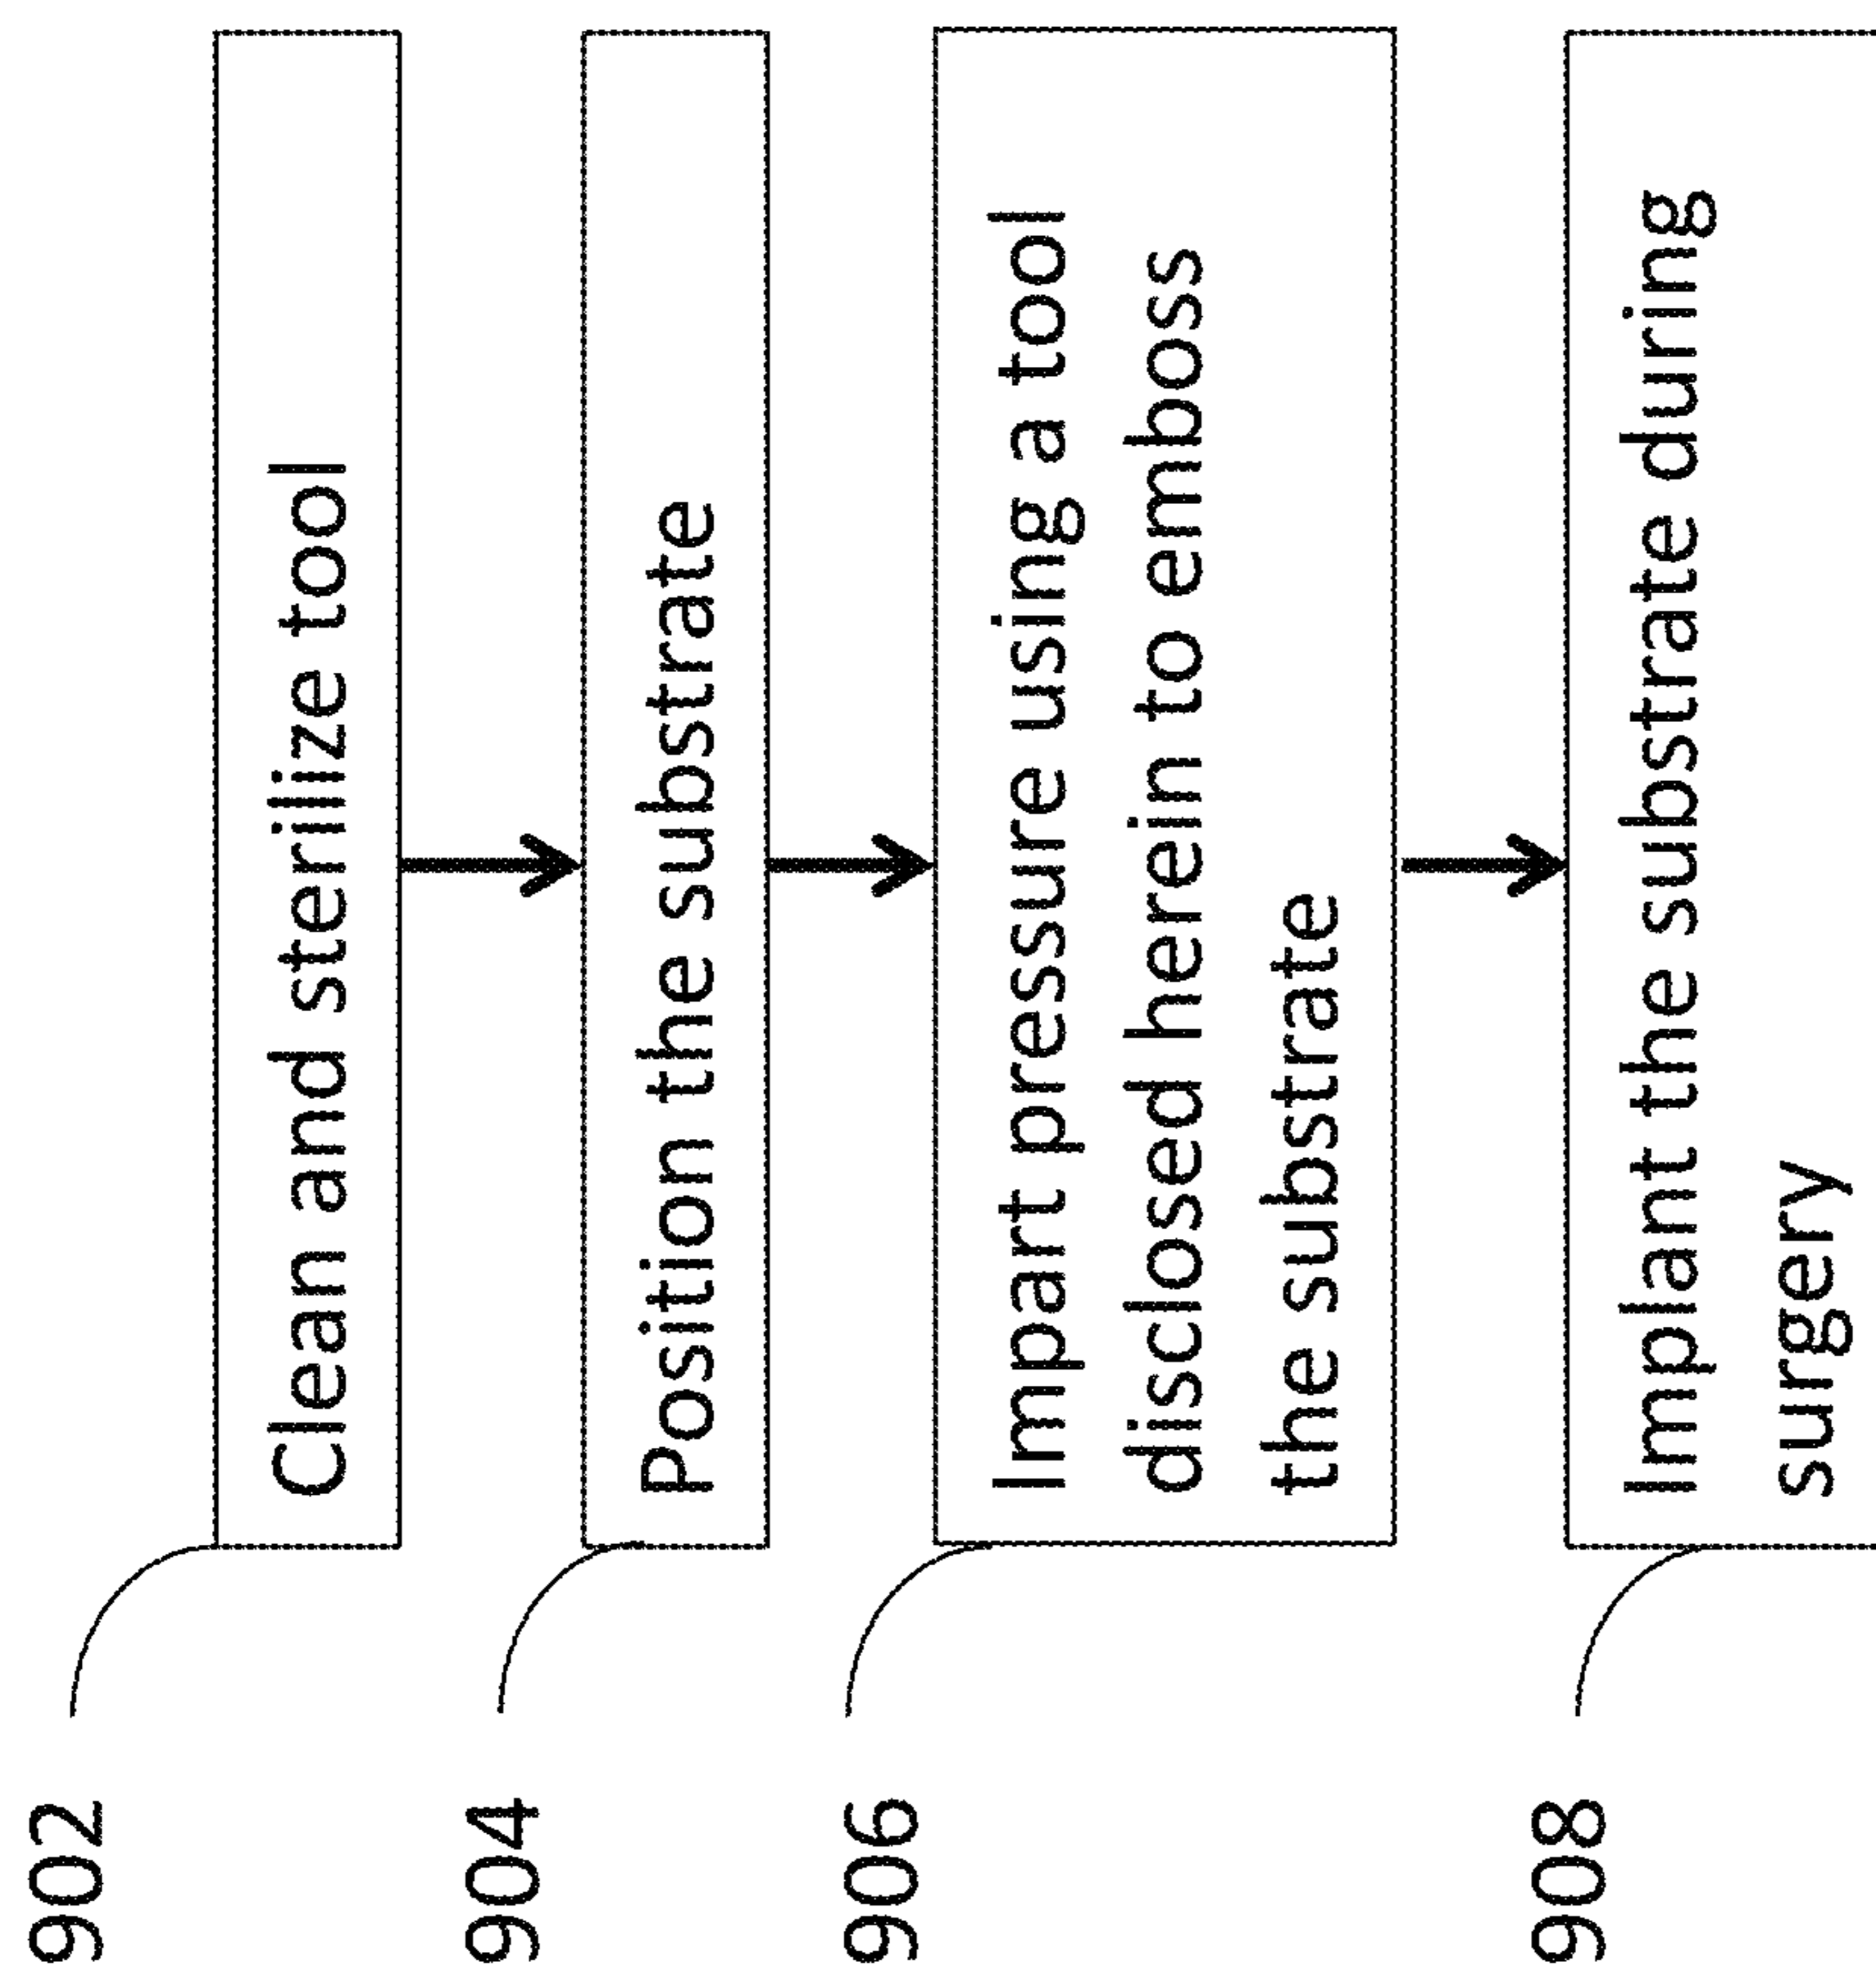 902
Clean and sterilize tool
904
Position the substrate
906
Impart pressure using a tool
disclosed herein to emboss
the substrate
908
Implant the substrate during
surgery